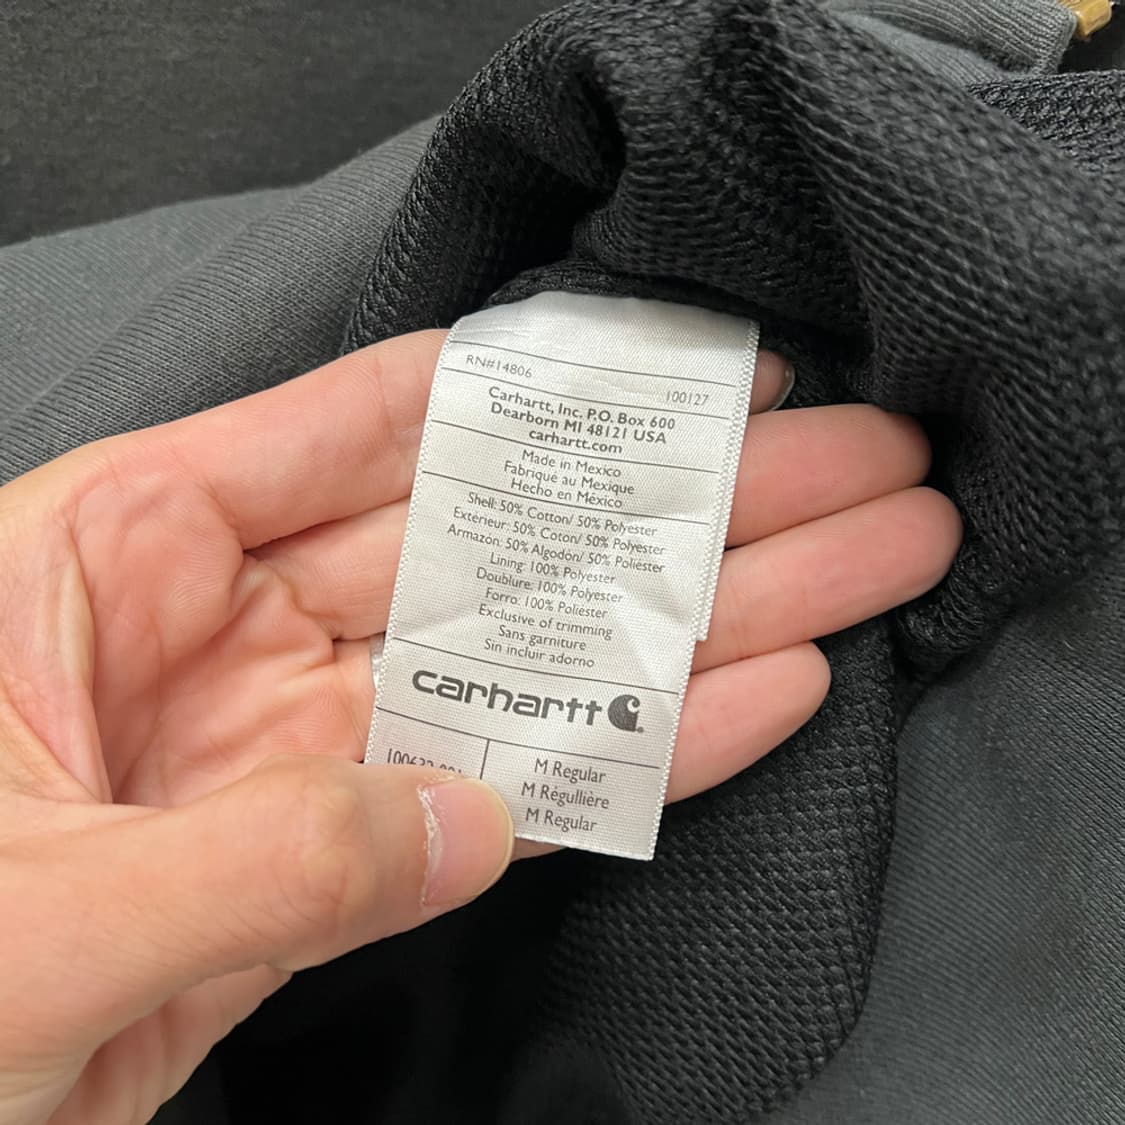 RN#14806
100127
Carhartt, Inc. P.O. Box 600
Dearborn MI 48121 USA
carhartt.com
Made in Mexico
Fabriqué au Mexique
Hecho en México
Shell: 50% Cotton/ 50% Polyester
Extérieur: 50% Coton/ 50% Polyester
Armazón: 50% Algodón/ 50% Poliéster
Lining: 100% Polyester
Doublure: 100% Polyester
Forro: 100% Poliéster
Exclusive of trimming
Sans garniture
Sin incluir adorno
carhartt
M Regular
M Régullière
M Regular